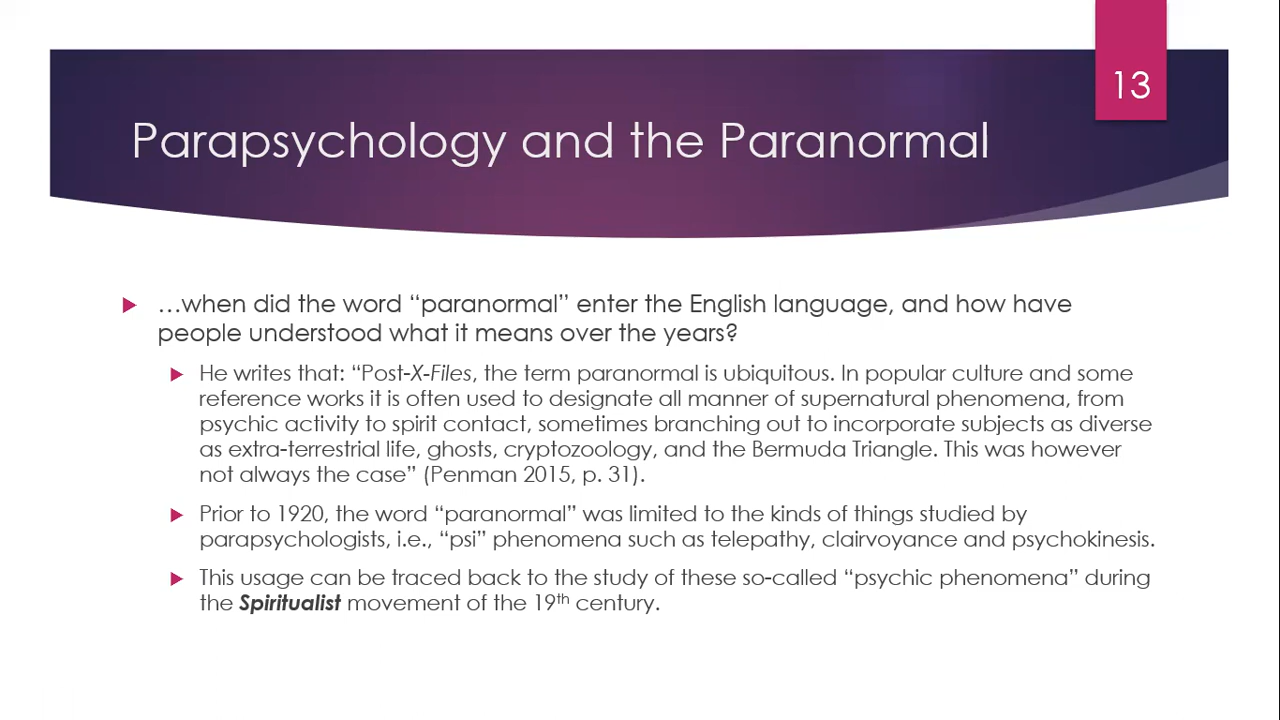 13
Parapsychology and the Paranormal
…when did the word “paranormal” enter the English language, and how have
people understood what it means over the years?
He writes that: “Post-X-Files, the term paranormal is ubiquitous. In popular culture and some
reference works it is often used to designate all manner of supernatural phenomena, from
psychic activity to spirit contact, sometimes branching out to incorporate subjects as diverse
as extra-terrestrial life, ghosts, cryptozoology, and the Bermuda Triangle. This was however
not always the case” (Penman 2015, p. 31).
Prior to 1920, the word “paranormal” was limited to the kinds of things studied by
parapsychologists, i.e., “psi” phenomena such as telepathy, clairvoyance and psychokinesis.
This usage can be traced back to the study of these so-called “psychic phenomena” during
the Spiritualist movement of the 19th century.